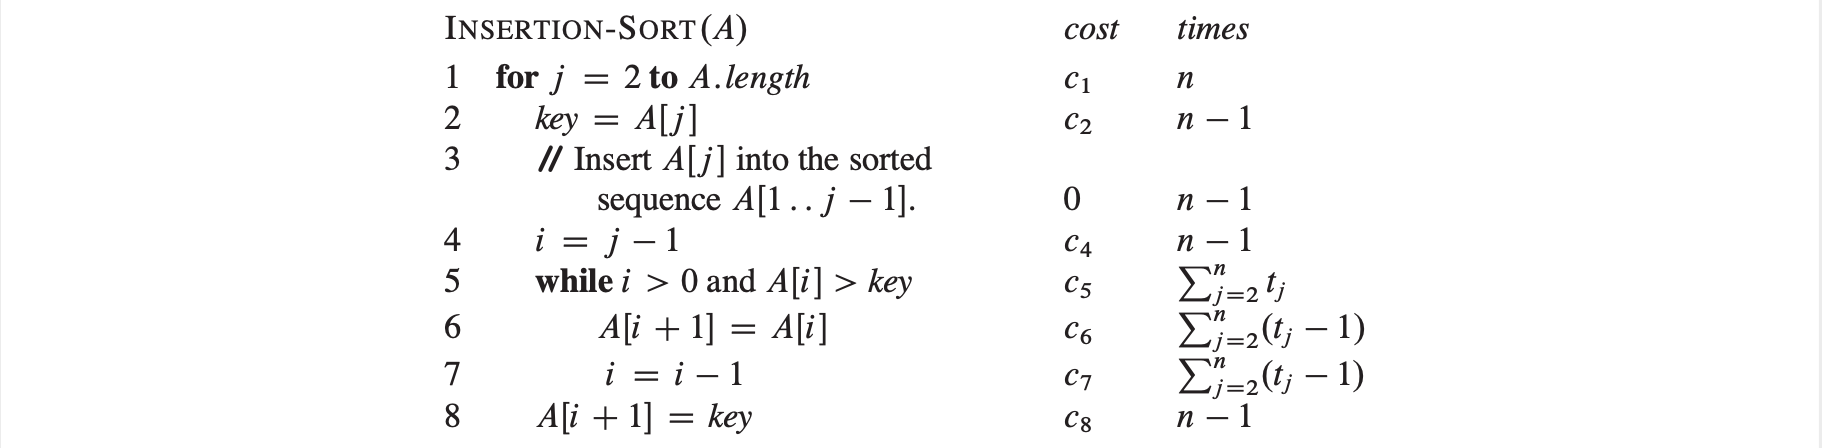 INSERTION-SORT(A) cost times
1 for j = 2 to A.length c₁ n
2 key = A[j] c₂ n − 1
3 // Insert A[j] into the sorted
sequence A[1 . . j − 1]. 0 n − 1
4 i = j − 1 c₄ n − 1
5 while i > 0 and A[i] > key c₅ ∑ⁿⱼ₌₂ tⱼ
6 A[i + 1] = A[i] c₆ ∑ⁿⱼ₌₂(tⱼ − 1)
7 i = i − 1 c₇ ∑ⁿⱼ₌₂(tⱼ − 1)
8 A[i + 1] = key c₈ n − 1